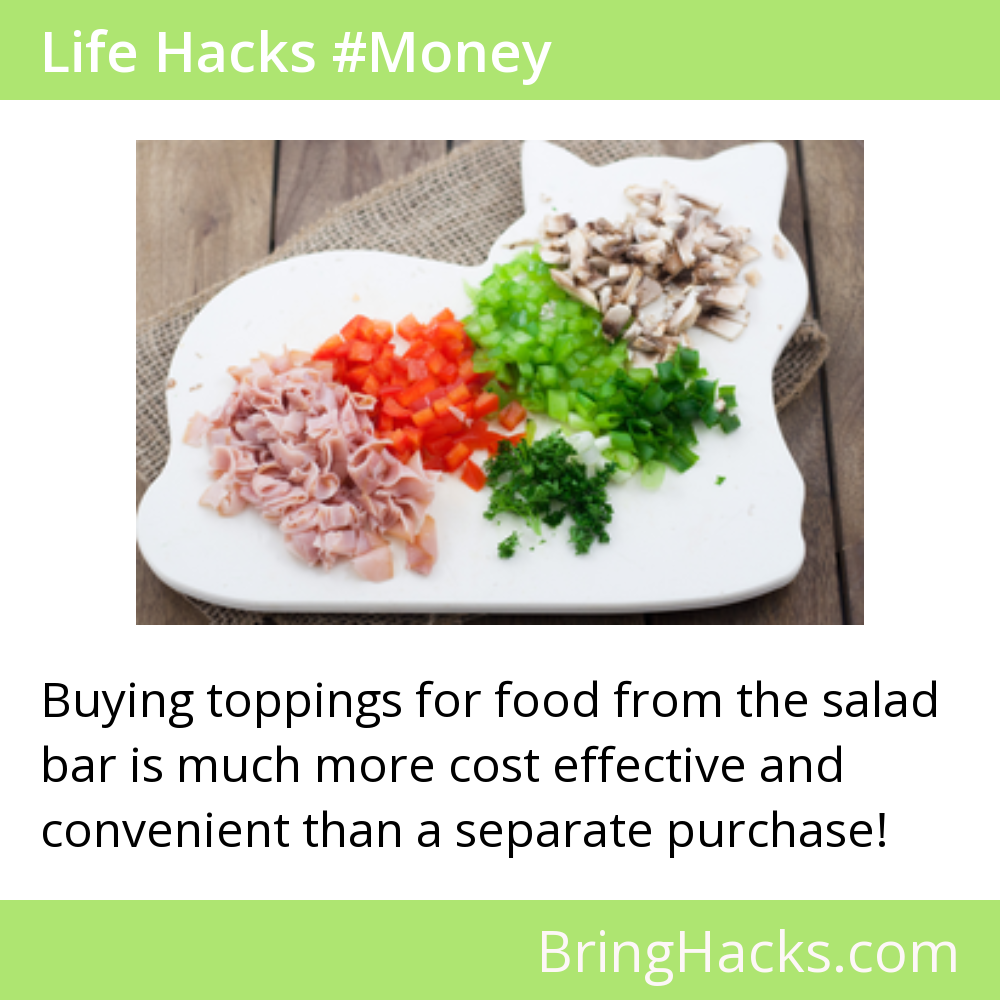 Life Hacks #Money
Buying toppings for food from the salad
bar is much more cost effective and
convenient than a separate purchase!
BringHacks.com